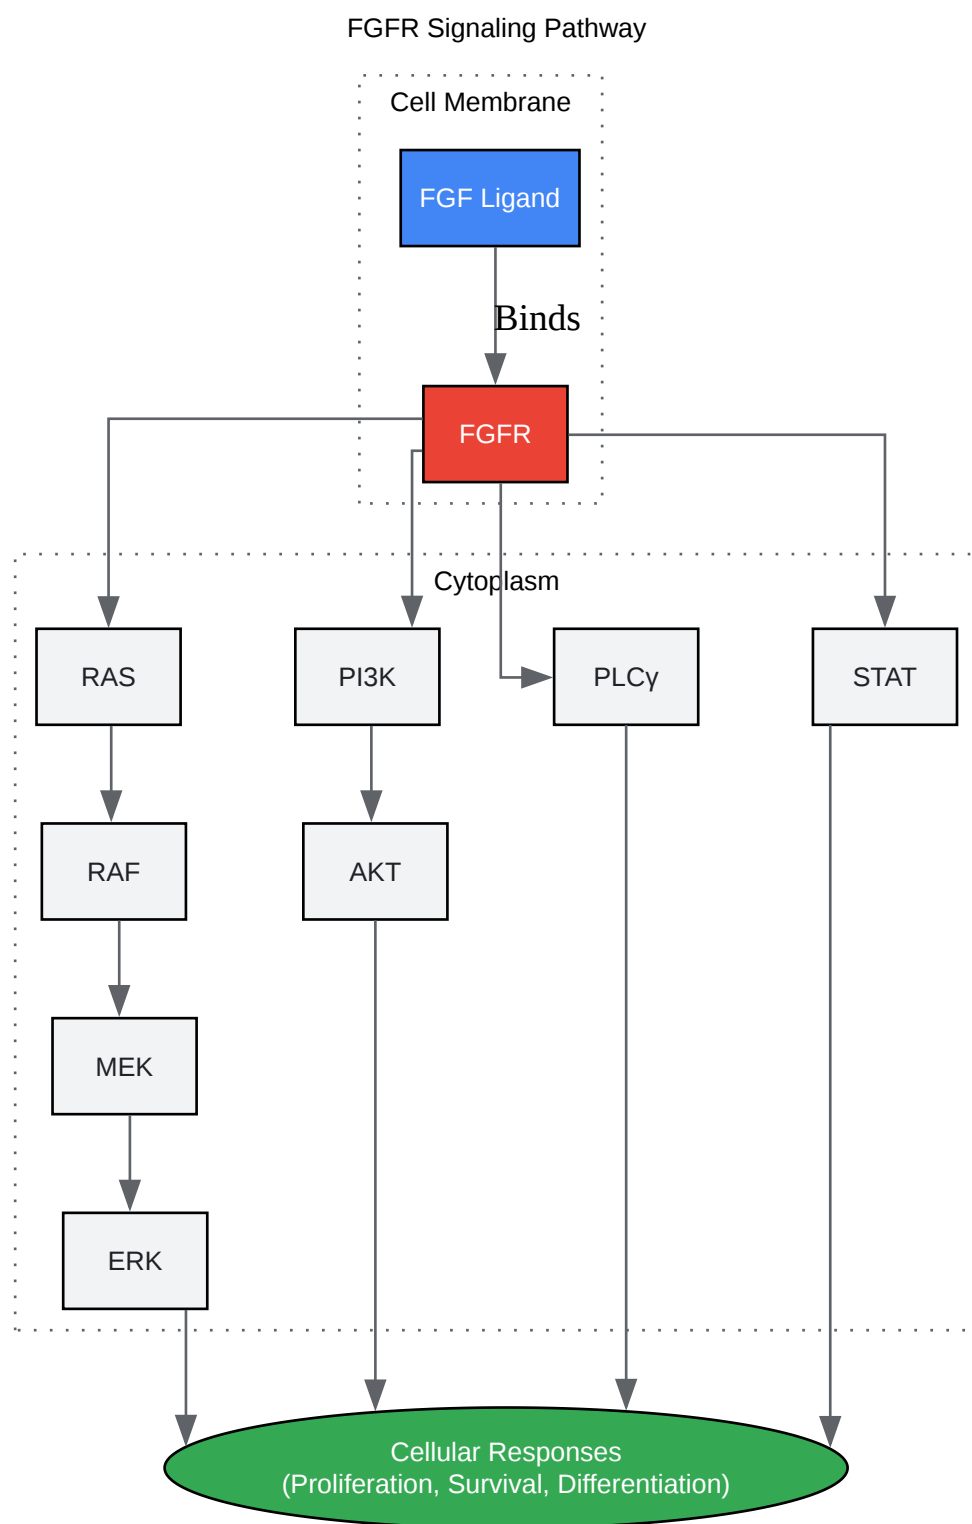 FGFR Signaling Pathway
Cell Membrane
FGF Ligand
Binds
FGFR
Cytoplasm
RAS
PI3K
PLCγ
STAT
RAF
AKT
MEK
ERK
Cellular Responses
(Proliferation, Survival, Differentiation)